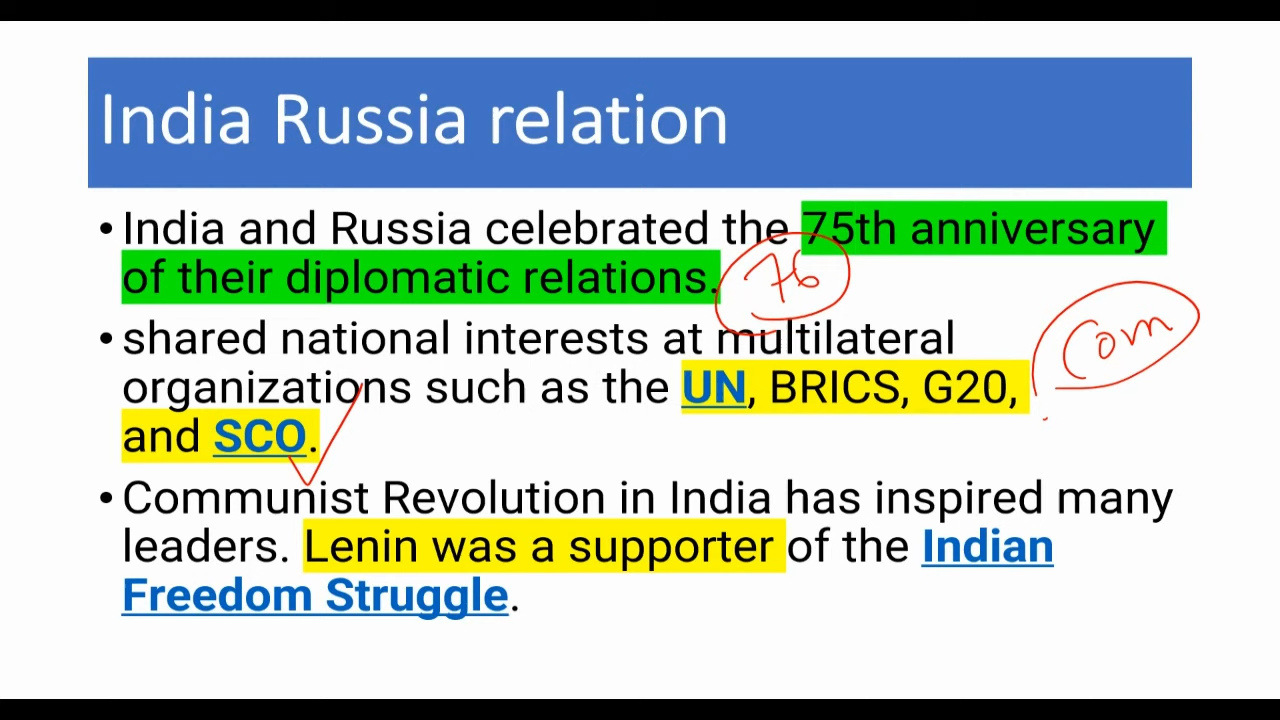 India Russia relation
• India and Russia celebrated the 75th anniversary
of their diplomatic relations.
76
• shared national interests at multilateral
Com
organizations such as the UN, BRICS, G20,
and SCO.
• Communist Revolution in India has inspired many
leaders. Lenin was a supporter of the Indian
Freedom Struggle.